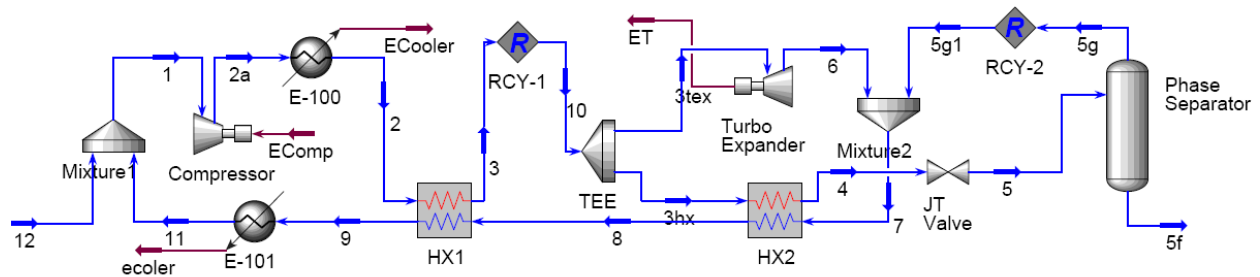 ET
5g1
R
5g
ECooler
1
2a
6
E-100
RCY-1
RCY-2
3tex
10
Phase
Separator
2
Turbo
Expander
EComp
Mixture1
Compressor
3
TEE
Mixture2
4
5
JT
Valve
12
11
9
8
3hx
7
ecoler
E-101
HX1
HX2
5f
R